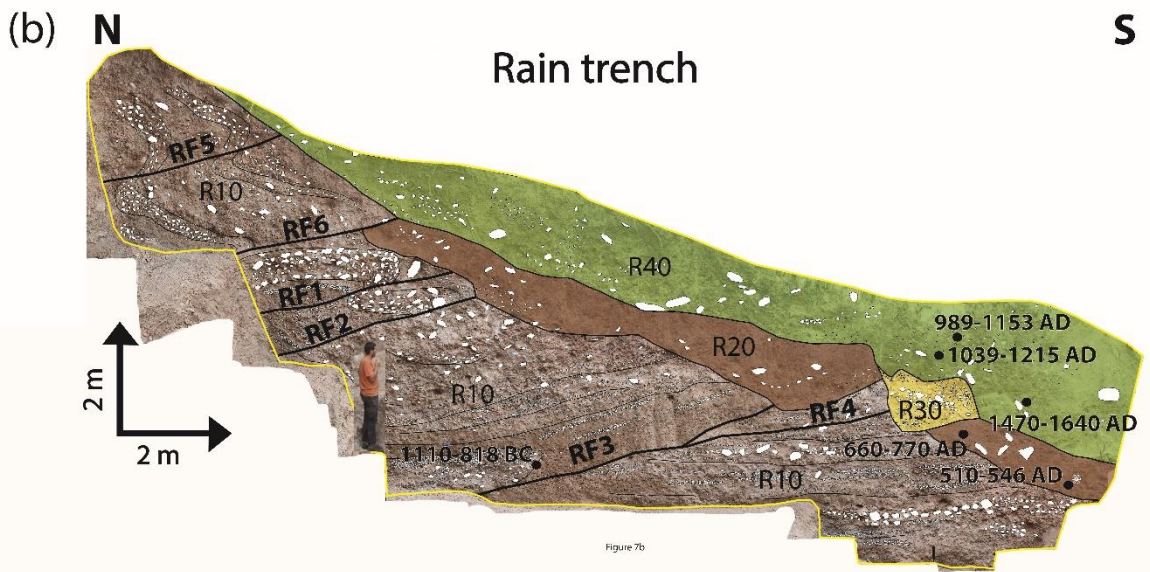 (b) N S
Rain trench
RF5
R10
RF6
R40
RF1
989-1153 AD
1039-1215 AD
RF2
R20
2 m
R10
RF4
R30
1470-1640 AD
2 m
1110-818 BC
RF3
660-770 AD
R10
510-546 AD
Figure 7b